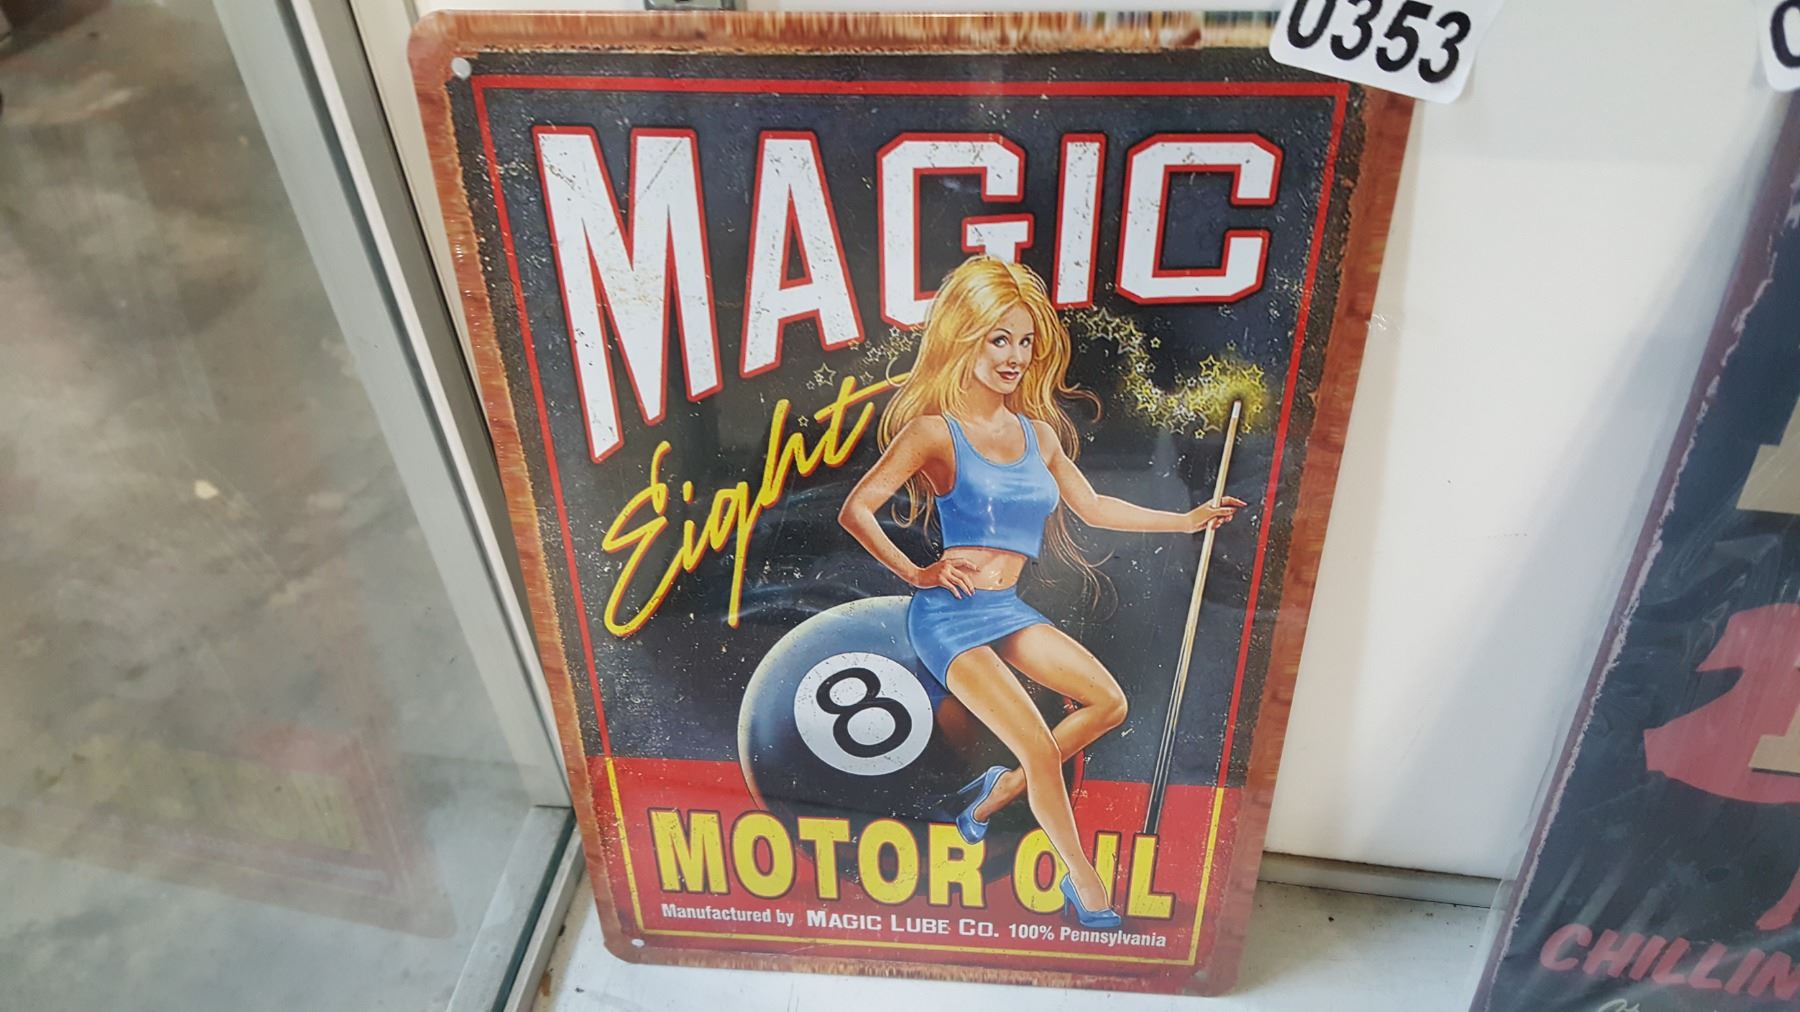 0353
MAGIC
Eight
8
MOTOR OIL
Manufactured by MAGIC LUBE CO. 100% Pennsylvania
CHILLIN